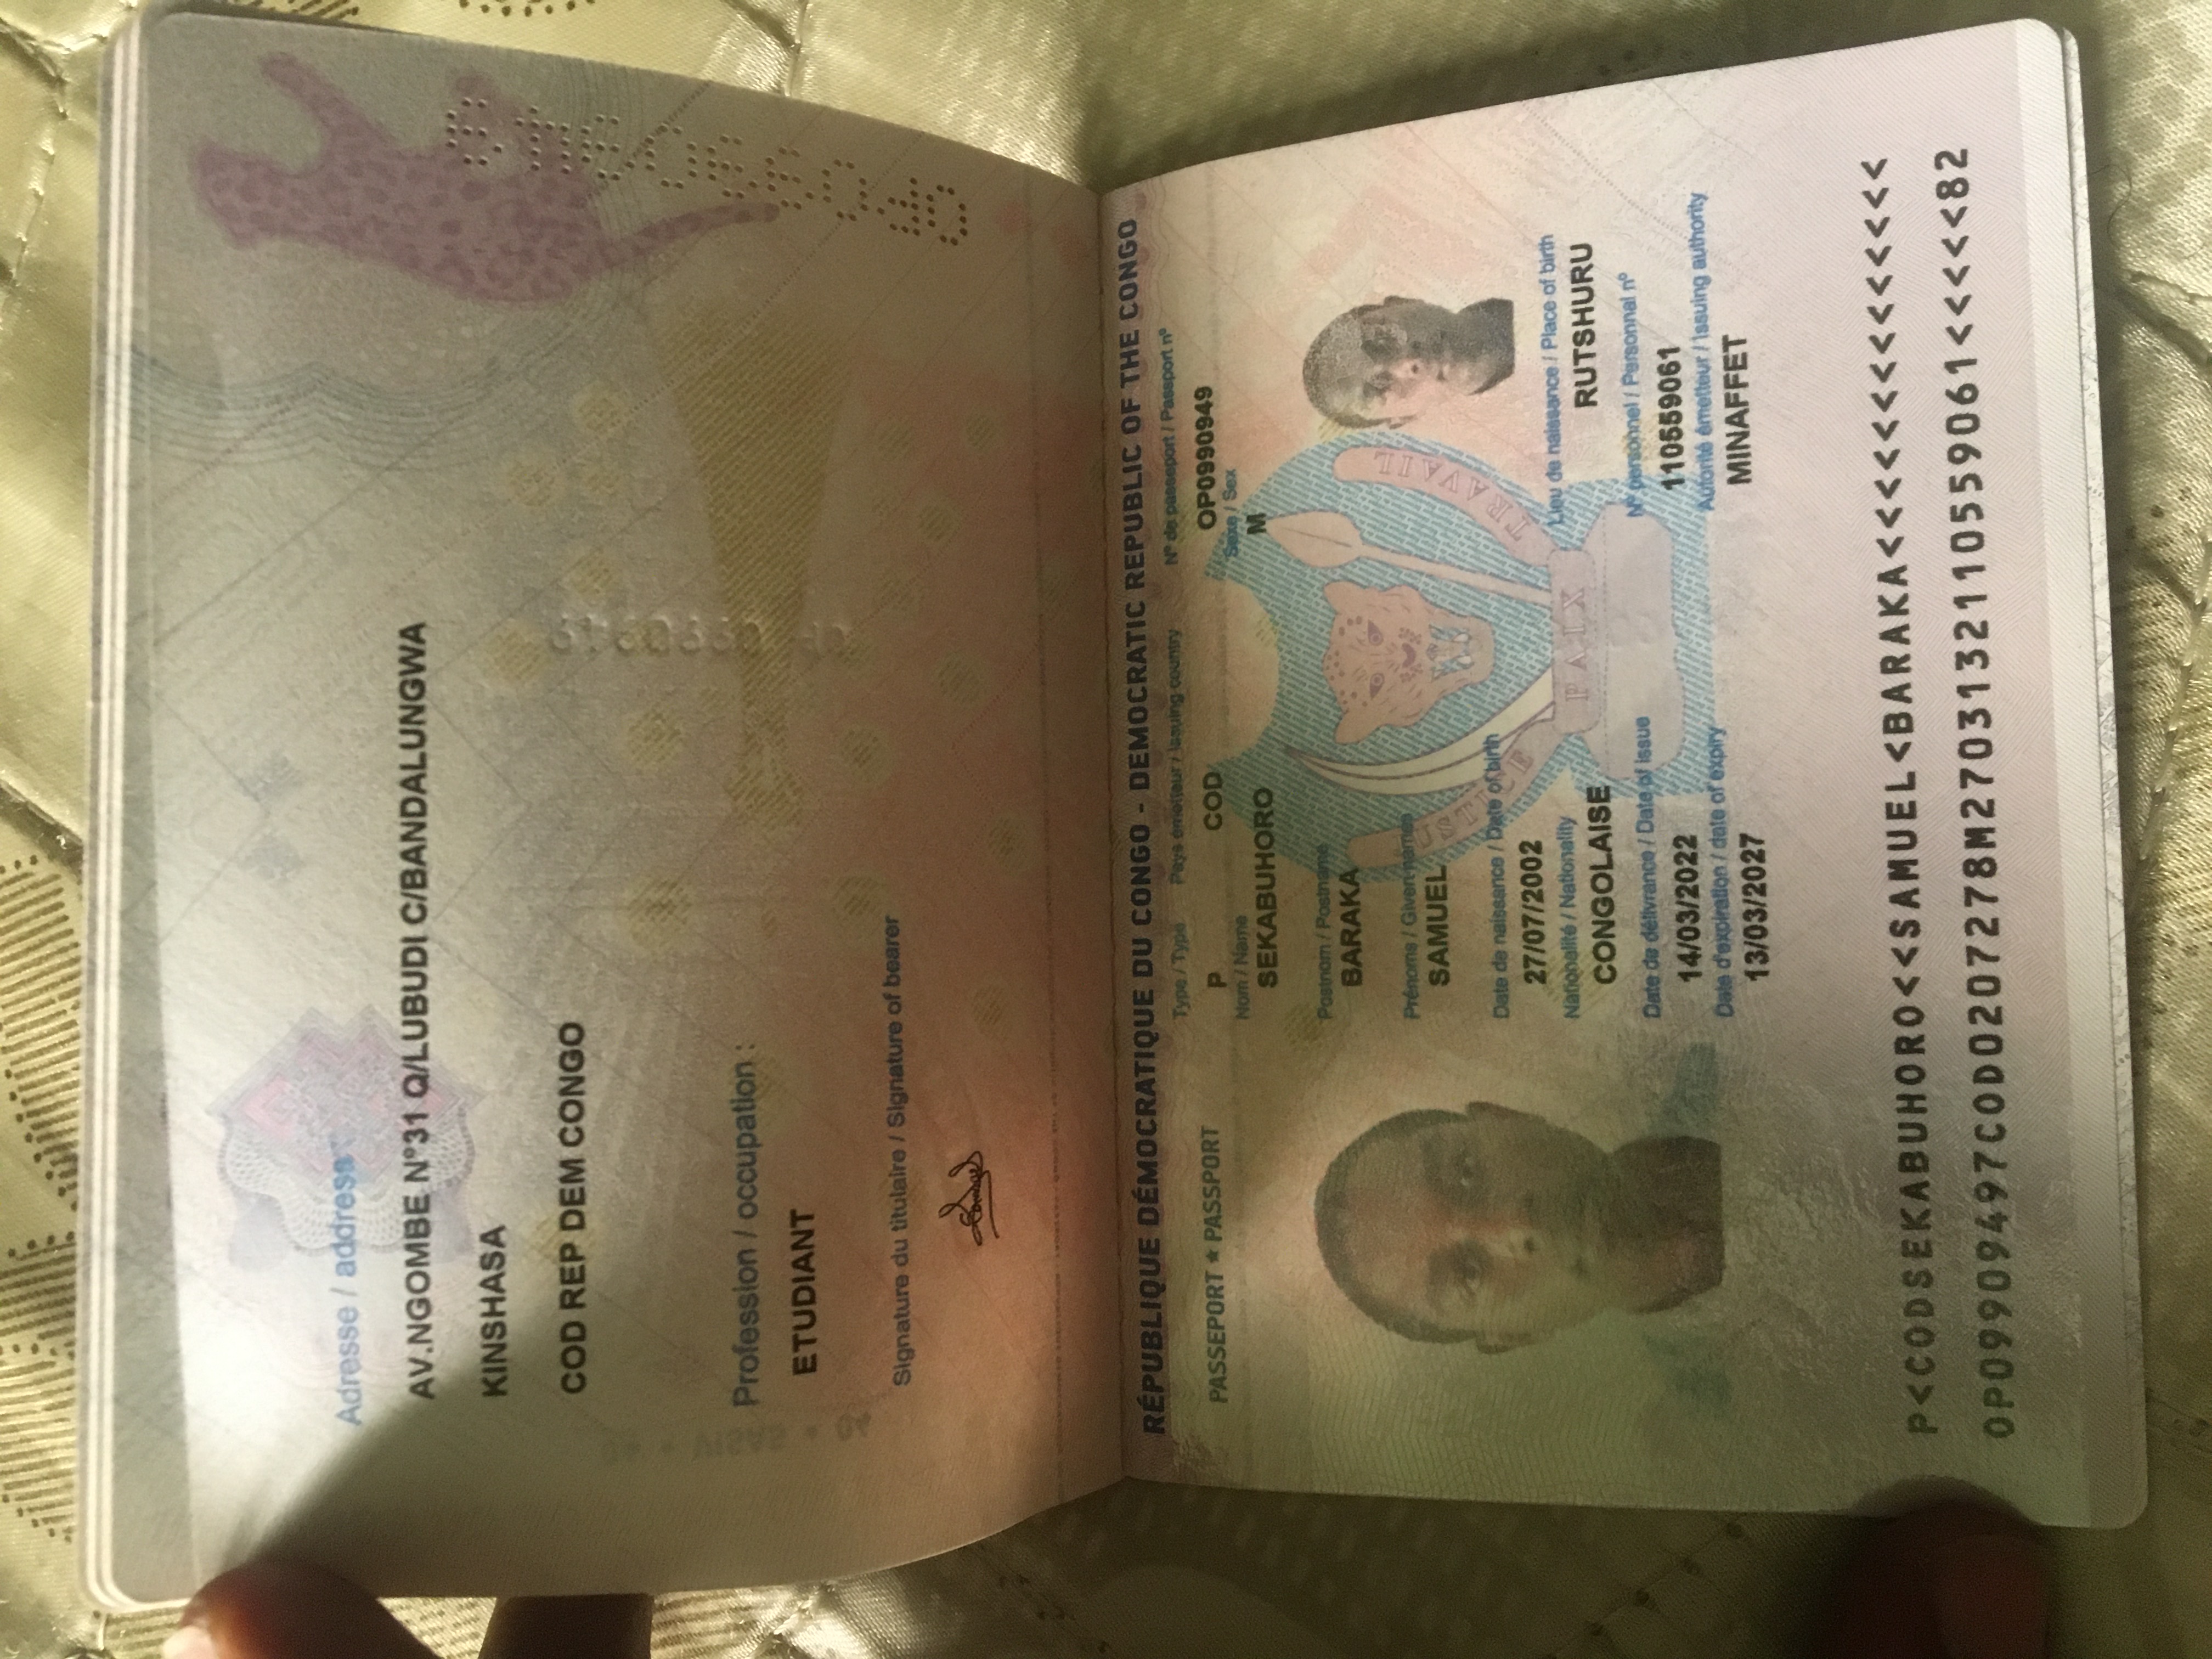 Adresse / address
AV.NGOMBE N°31 Q/LUBUDI C/BANDALUNGWA
KINSHASA
COD REP DEM CONGO
Profession / occupation :
ETUDIANT
Signature du titulaire / Signature of bearer
Samuel
RÉPUBLIQUE DÉMOCRATIQUE DU CONGO - DEMOCRATIC REPUBLIC OF THE CONGO
PASSEPORT ★ PASSPORT
Type / Type Pays émetteur / Issuing country N° de passeport / Passport n°
P COD OP0990949
Nom / Name Sexe / Sex
SEKABUHORO M
Postnom / Postname
BARAKA
Prénoms / Given names
SAMUEL
JUSTICE PAIX TRAVAIL
Date de naissance / Date of birth
27/07/2002
Lieu de naissance / Place of birth
RUTSHURU
Nationalité / Nationality
CONGOLAISE
N° personnel / Personnal n°
110559061
Date de délivrance / Date of issue
14/03/2022
Autorité émetteur / Issuing authority
MINAFFET
Date d'expiration / date of expiry
13/03/2027
P<CODSEKABUHORO<<SAMUEL<BARAKA<<<<<<<<<<<<<<
OP09909497COD0207278M2703132110559061<<<<<82